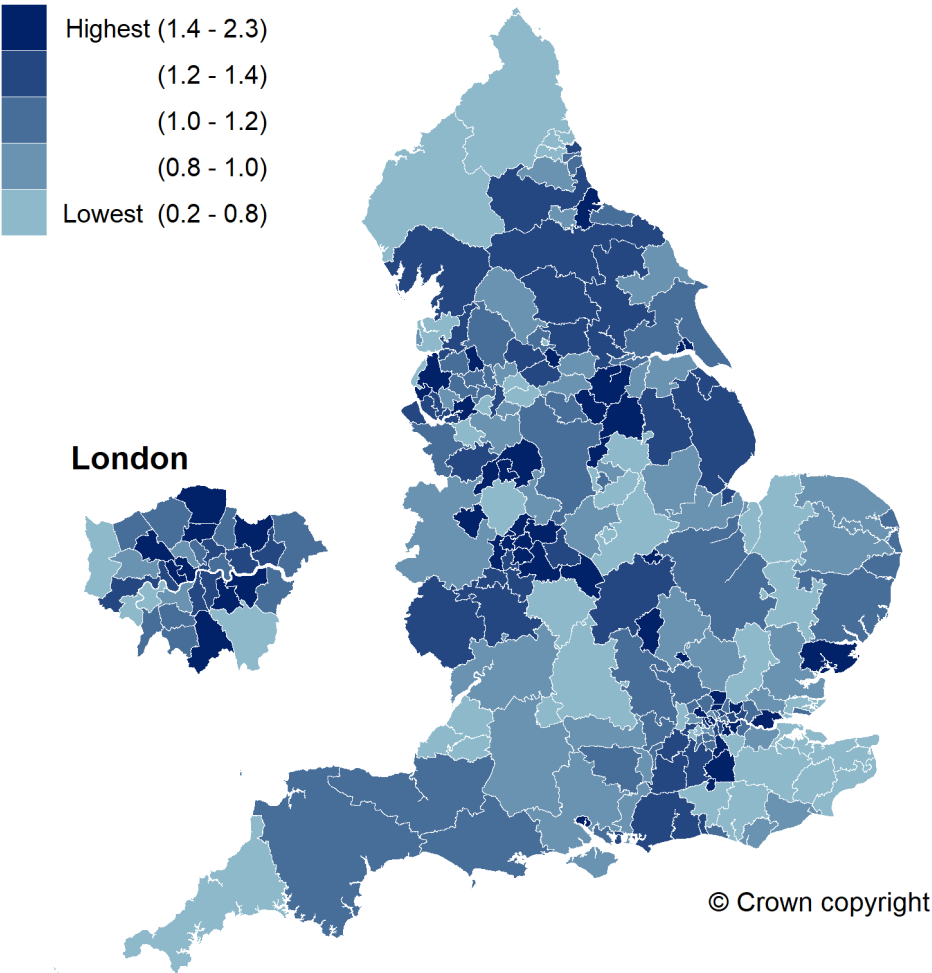 Highest (1.4 - 2.3)
(1.2 - 1.4)
(1.0 - 1.2)
(0.8 - 1.0)
Lowest (0.2 - 0.8)
London
© Crown copyright